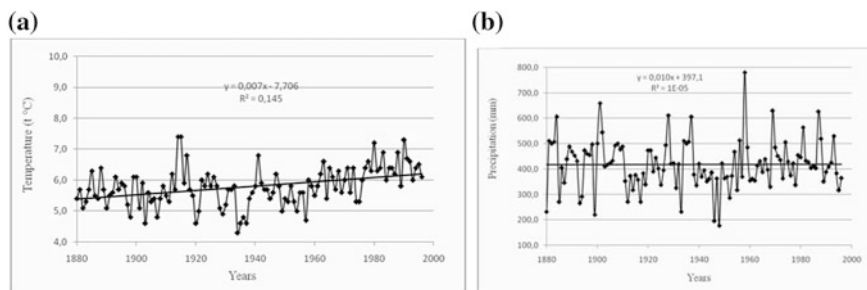 (a)
10,0
9,0
8,0
7,0
6,0
5,0
4,0
Temperature (t °C)
y = 0,007x - 7,706
R² = 0,145
1880 1900 1920 1940 1960 1980 2000
Years
(b)
800,0
700,0
600,0
500,0
400,0
300,0
200,0
100,0
Precipitation (mm)
y = 0,010x + 397,1
R² = 1E-05
1880 1900 1920 1940 1960 1980 2000
Years